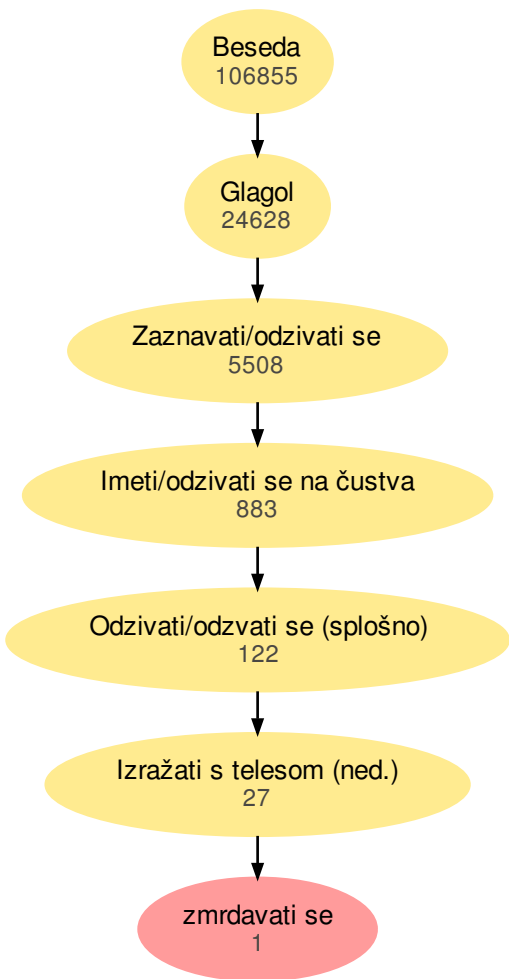 Beseda
106855
Glagol
24628
Zaznavati/odzivati se
5508
Imeti/odzivati se na čustva
883
Odzivati/odzvati se (splošno)
122
Izražati s telesom (ned.)
27
zmrdavati se
1